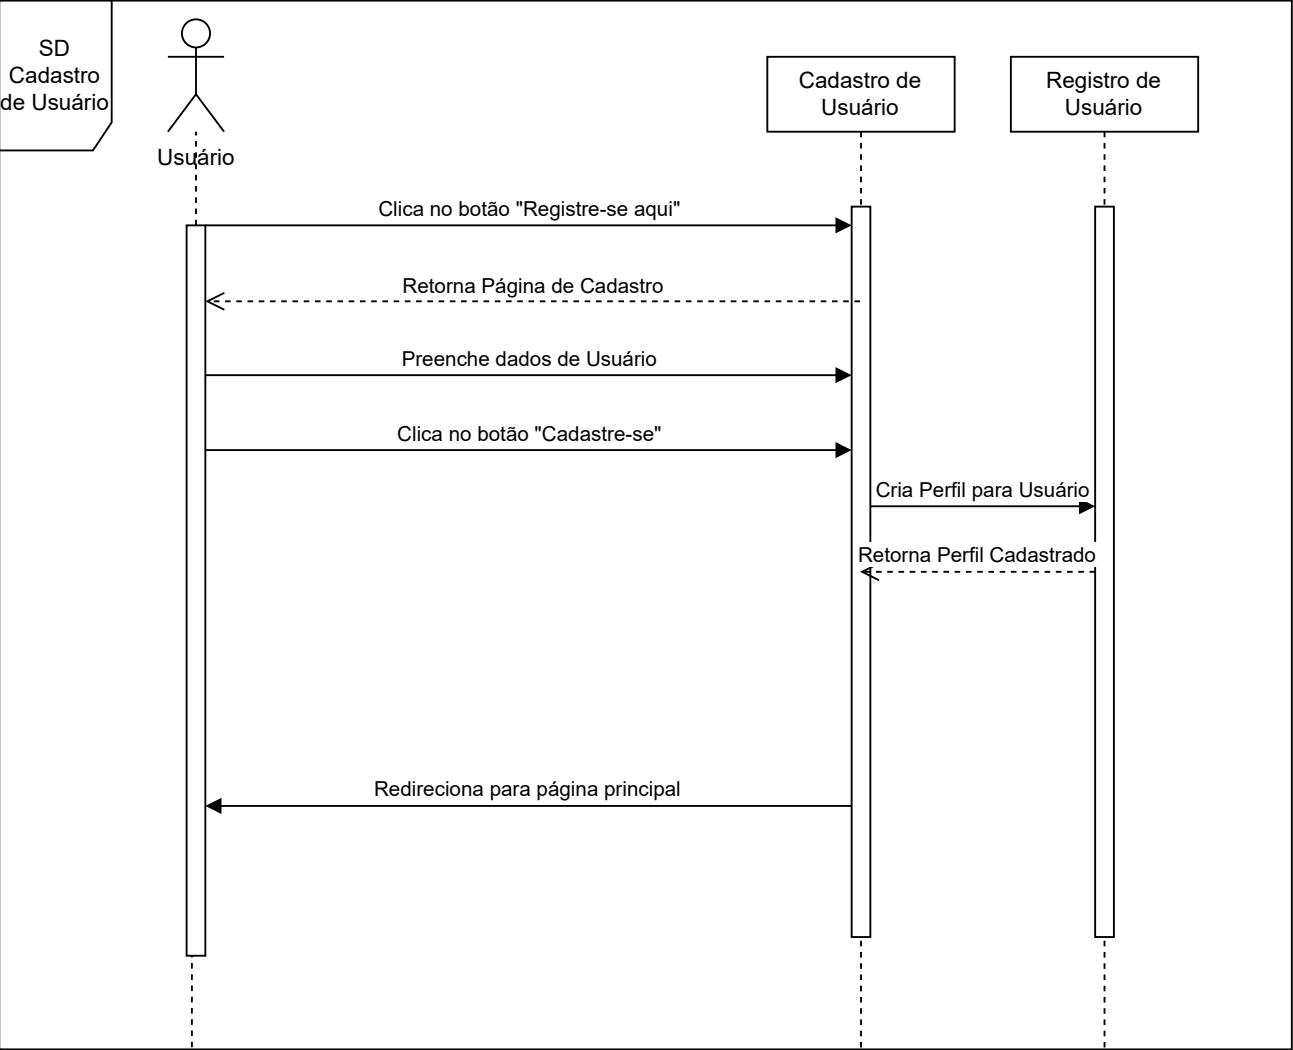 SD
Cadastro
de Usuário
Usuário
Cadastro de
Usuário
Registro de
Usuário
Clica no botão "Registre-se aqui"
Retorna Página de Cadastro
Preenche dados de Usuário
Clica no botão "Cadastre-se"
Cria Perfil para Usuário
Retorna Perfil Cadastrado
Redireciona para página principal